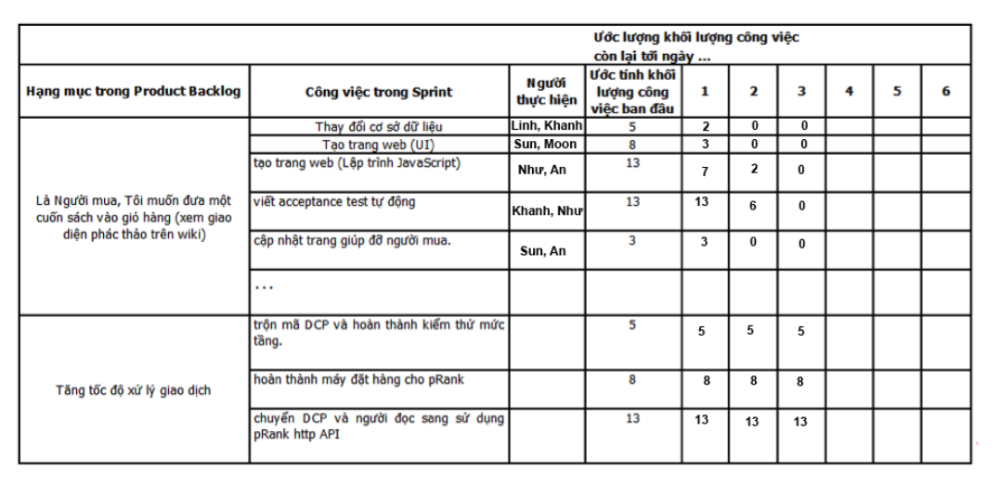 Ước lượng khối lượng công việc
còn lại tới ngày ...
Hạng mục trong Product Backlog
Công việc trong Sprint
Người
thực hiện
Ước tính khối
lượng công
việc ban đầu
1 2 3 4 5 6
Là Người mua, Tôi muốn đưa một
cuốn sách vào giỏ hàng (xem giao
diện phác thảo trên wiki)
Thay đổi cơ sở dữ liệu Linh, Khanh 5 2 0 0
Tạo trang web (UI) Sun, Moon 8 3 0 0
tạo trang web (Lập trình JavaScript) Như, An 13 7 2 0
viết acceptance test tự động Khanh, Như 13 13 6 0
cập nhật trang giúp đỡ người mua. Sun, An 3 3 0 0
...
Tăng tốc độ xử lý giao dịch
trộn mã DCP và hoàn thành kiểm thử mức
tầng.
5 5 5 5
hoàn thành máy đặt hàng cho pRank 8 8 8 8
chuyển DCP và người đọc sang sử dụng
pRank http API
13 13 13 13